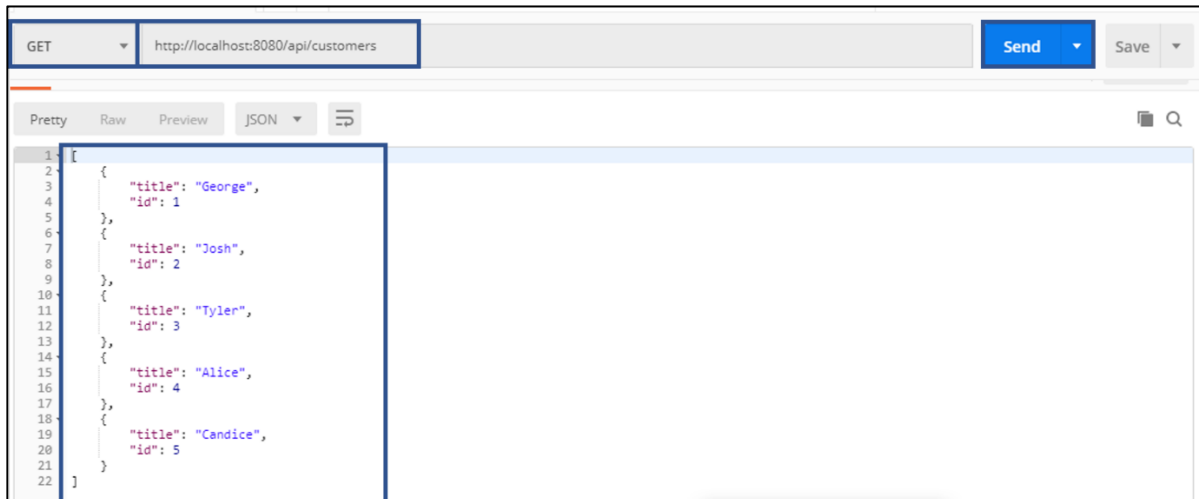 GET http://localhost:8080/api/customers Send Save
Pretty Raw Preview JSON
1 [
2 {
3 "title": "George",
4 "id": 1
5 },
6 {
7 "title": "Josh",
8 "id": 2
9 },
10 {
11 "title": "Tyler",
12 "id": 3
13 },
14 {
15 "title": "Alice",
16 "id": 4
17 },
18 {
19 "title": "Candice",
20 "id": 5
21 }
22 ]